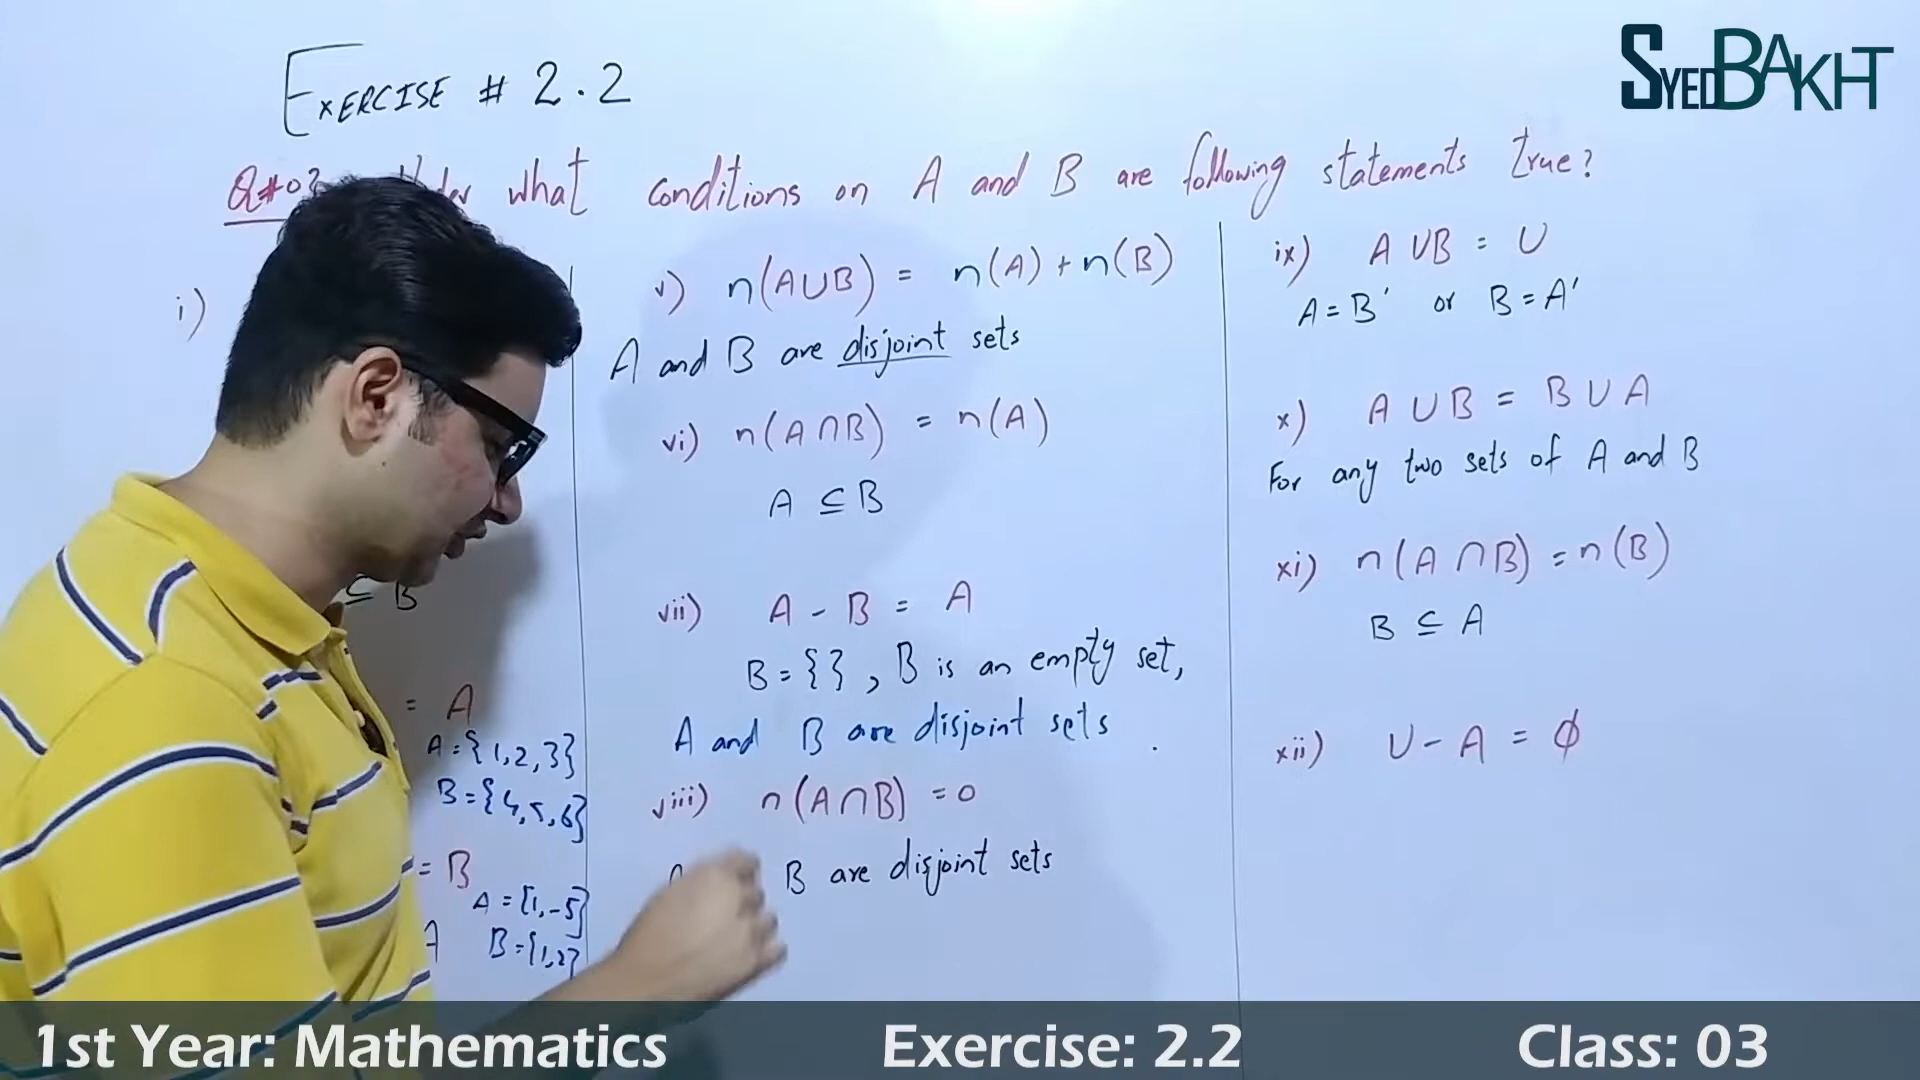 SYEDBAKHT
EXERCISE # 2.2
what conditions on A and B are following statements true?
i)
⊆ B
= A
A = {1, 2, 3}
B = {4, 5, 6}
= B
A = {1, -5}
A B = {1, 2}
v) n(A∪B) = n(A) + n(B)
A and B are disjoint sets
vi) n(A∩B) = n(A)
A ⊆ B
vii) A - B = A
B = { }, B is an empty set,
A and B are disjoint sets .
viii) n(A∩B) = 0
B are disjoint sets
ix) A ∪ B = U
A = B' or B = A'
x) A ∪ B = B ∪ A
For any two sets of A and B
xi) n(A ∩ B) = n(B)
B ⊆ A
xii) U - A = ϕ
1st Year: Mathematics Exercise: 2.2 Class: 03